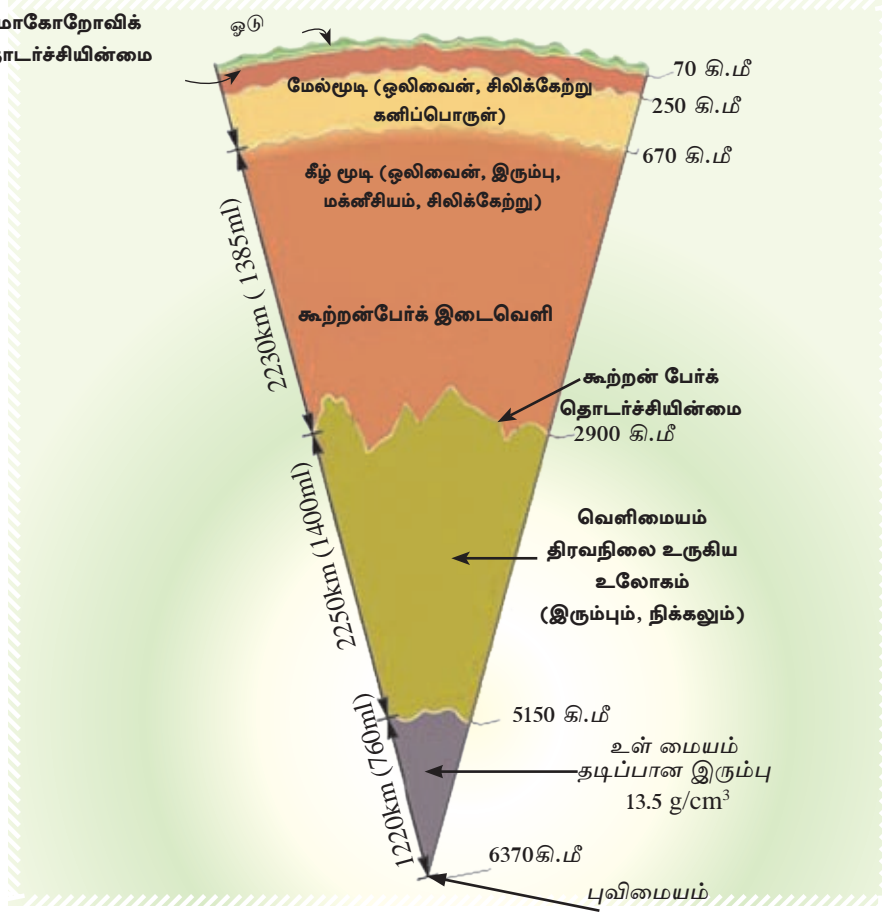 ஓடு
மாகோறோவிக்
தொடர்ச்சியின்மை
70 கி.மீ
மேல்மூடி (ஒலிவைன், சிலிக்கேற்று
கனிப்பொருள்)
250 கி.மீ
670 கி.மீ
கீழ் மூடி (ஒலிவைன், இரும்பு,
மக்னீசியம், சிலிக்கேற்று)
2230km ( 1385ml)
கூற்றன்பேர்க் இடைவெளி
கூற்றன் பேர்க்
தொடர்ச்சியின்மை
2900 கி.மீ
2250km (1400ml)
வெளிமையம்
திரவநிலை உருகிய
உலோகம்
(இரும்பும், நிக்கலும்)
5150 கி.மீ
உள் மையம்
தடிப்பான இரும்பு
13.5 g/cm³
1220km (760ml)
6370கி.மீ
புவிமையம்